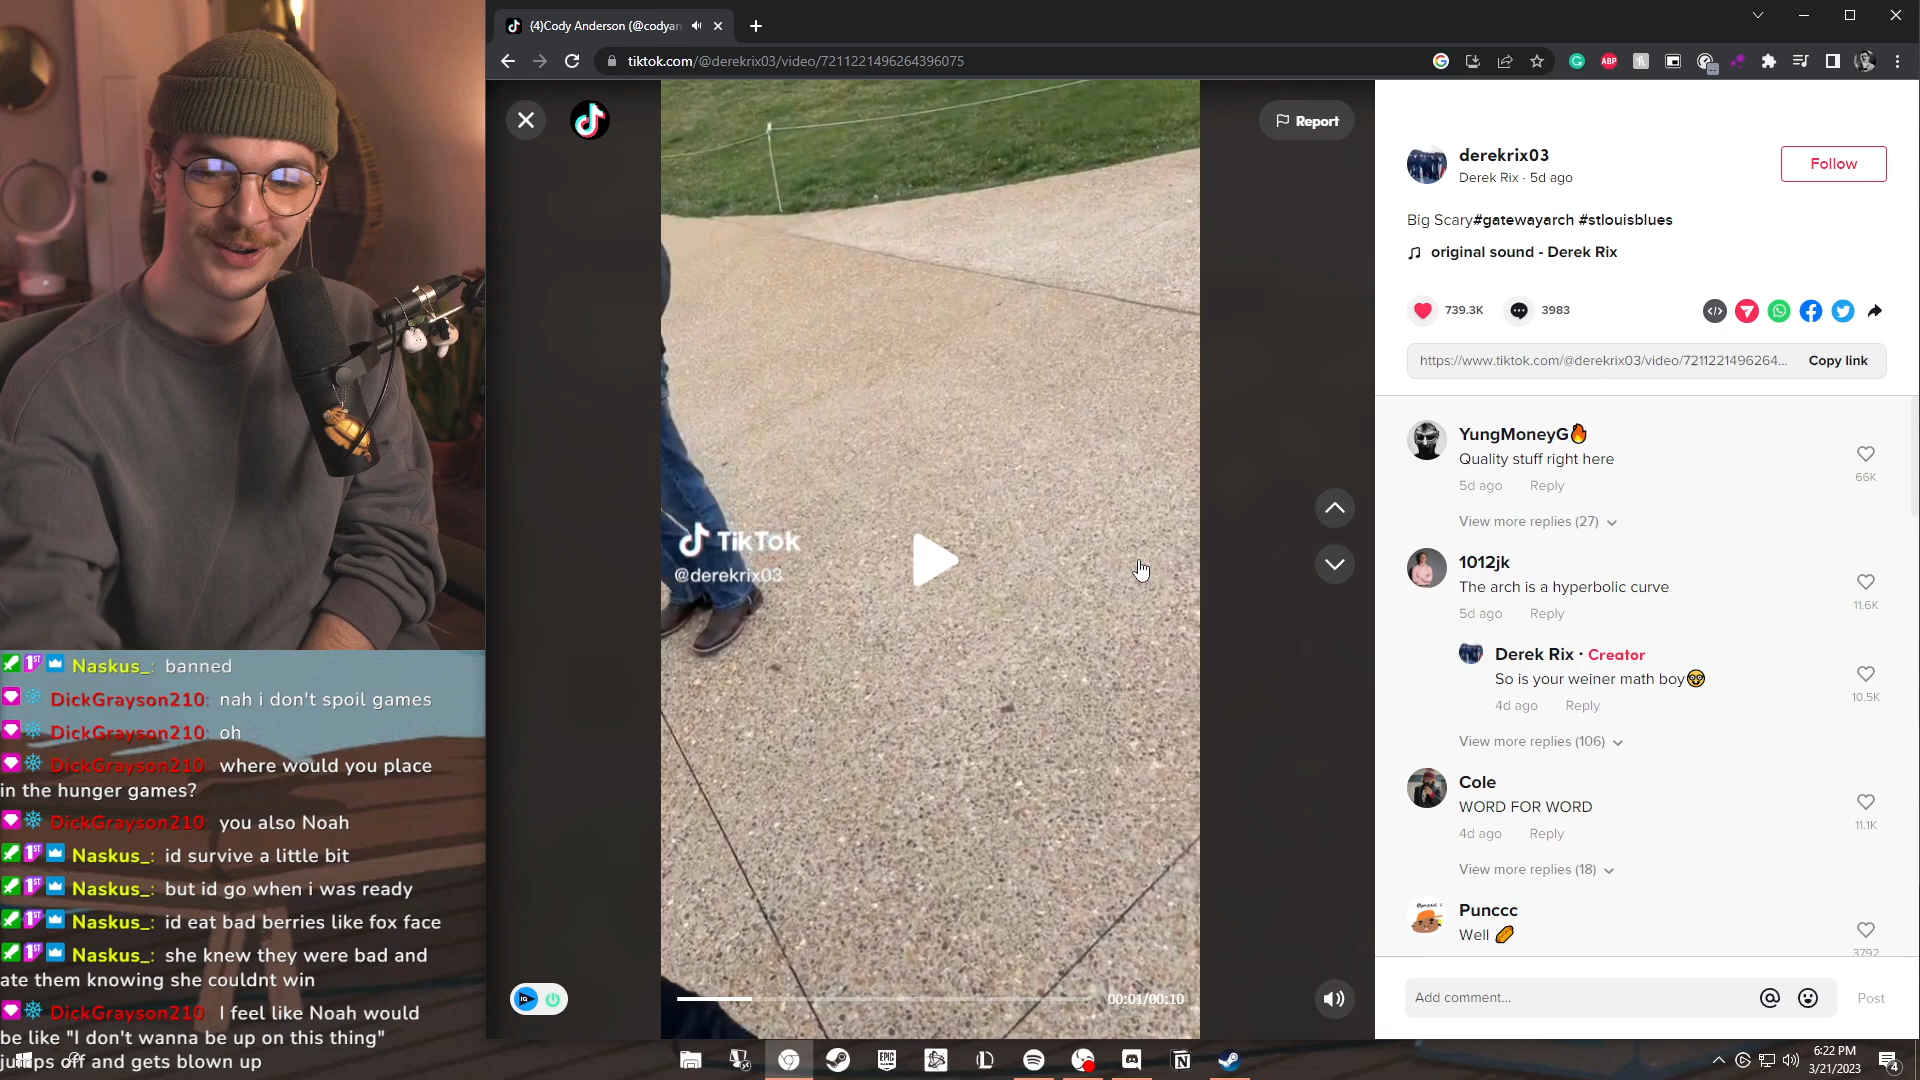 (4)Cody Anderson (@codyan
tiktok.com/@derekrix03/video/7211221496264396075
ABP
Report
derekrix03
Derek Rix · 5d ago
Follow
Big Scary#gatewayarch #stlouisblues
original sound - Derek Rix
739.3K
3983
https://www.tiktok.com/@derekrix03/video/7211221496264... Copy link
YungMoneyG
Quality stuff right here
5d ago Reply
66K
View more replies (27)
1012jk
The arch is a hyperbolic curve
5d ago Reply
11.6K
Derek Rix · Creator
So is your weiner math boy
4d ago Reply
10.5K
View more replies (106)
Cole
WORD FOR WORD
4d ago Reply
11.1K
View more replies (18)
Punccc
Well
3792
Add comment...
Post
TikTok
@derekrix03
00:01/00:10
Naskus_: banned
DickGrayson210: nah i don't spoil games
DickGrayson210: oh
DickGrayson210: where would you place
in the hunger games?
DickGrayson210: you also Noah
Naskus_: id survive a little bit
Naskus_: but id go when i was ready
Naskus_: id eat bad berries like fox face
Naskus_: she knew they were bad and
ate them knowing she couldnt win
DickGrayson210: I feel like Noah would
be like "I don't wanna be up on this thing"
jumps off and gets blown up
EPIC
6:22 PM
3/21/2023
4